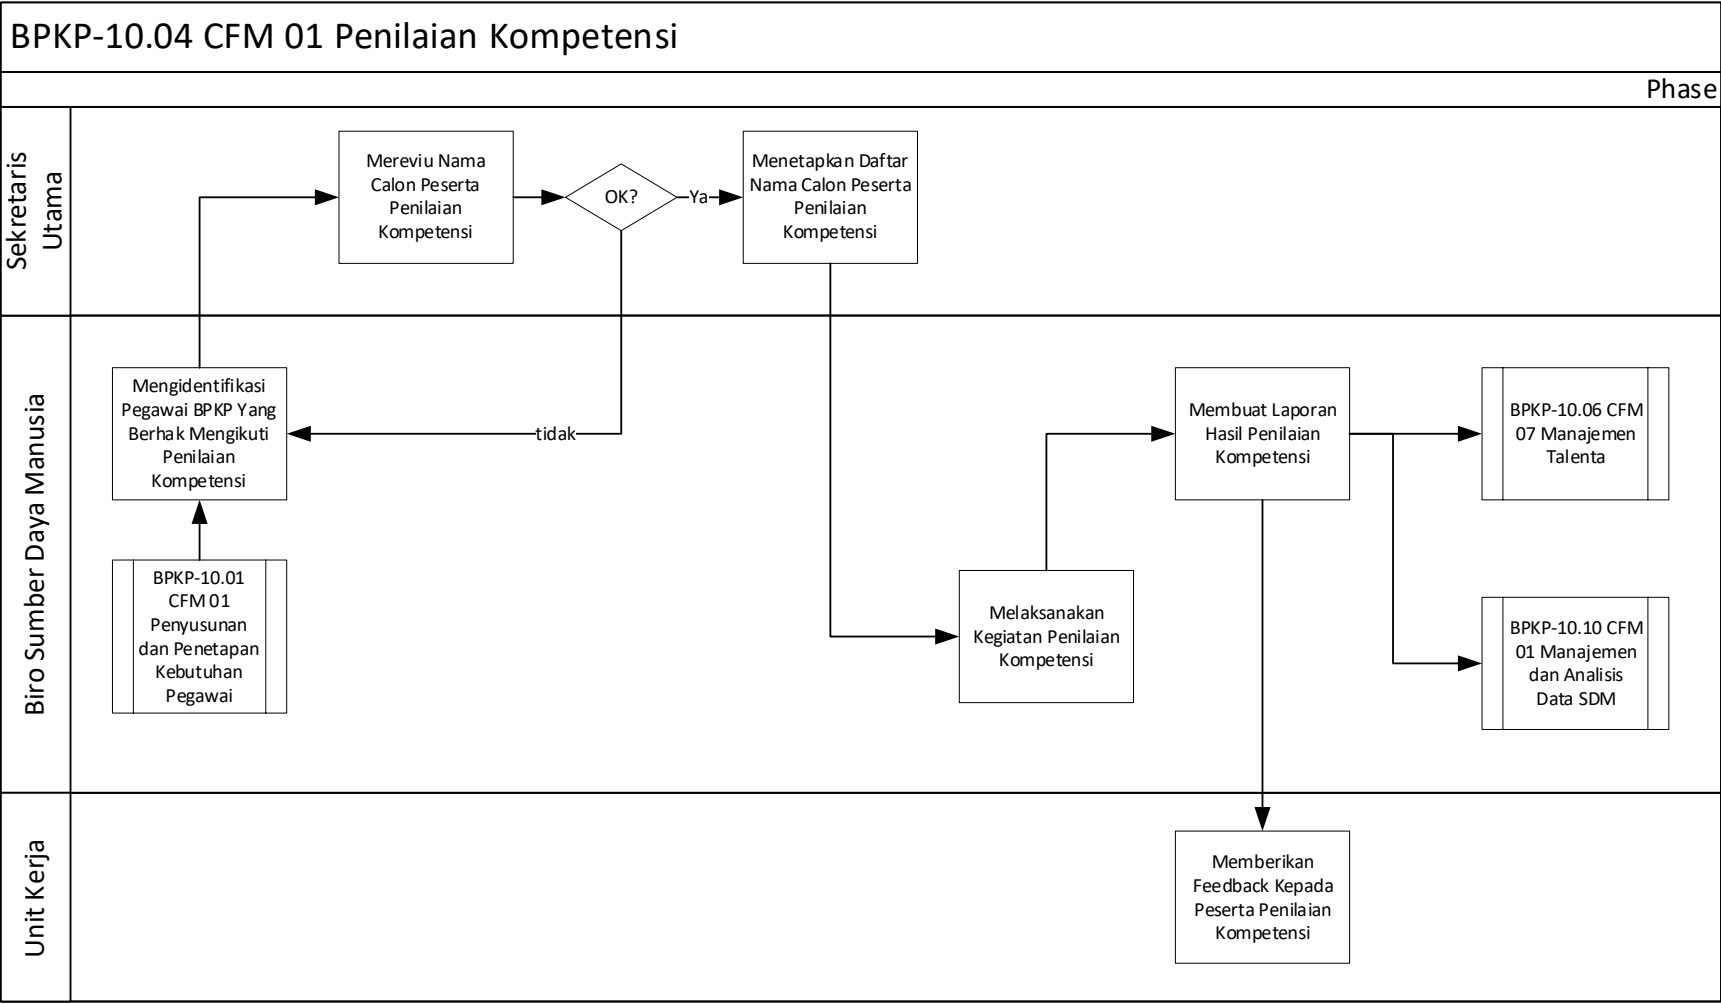 BPKP-10.04 CFM 01 Penilaian Kompetensi
Phase
Sekretaris
Utama
Mereviu Nama
Calon Peserta
Penilaian
Kompetensi
OK?
Ya
Menetapkan Daftar
Nama Calon Peserta
Penilaian
Kompetensi
Biro Sumber Daya Manusia
Mengidentifikasi
Pegawai BPKP Yang
Berhak Mengikuti
Penilaian
Kompetensi
tidak
BPKP-10.01
CFM 01
Penyusunan
dan Penetapan
Kebutuhan
Pegawai
Melaksanakan
Kegiatan Penilaian
Kompetensi
Membuat Laporan
Hasil Penilaian
Kompetensi
BPKP-10.06 CFM
07 Manajemen
Talenta
BPKP-10.10 CFM
01 Manajemen
dan Analisis
Data SDM
Unit Kerja
Memberikan
Feedback Kepada
Peserta Penilaian
Kompetensi